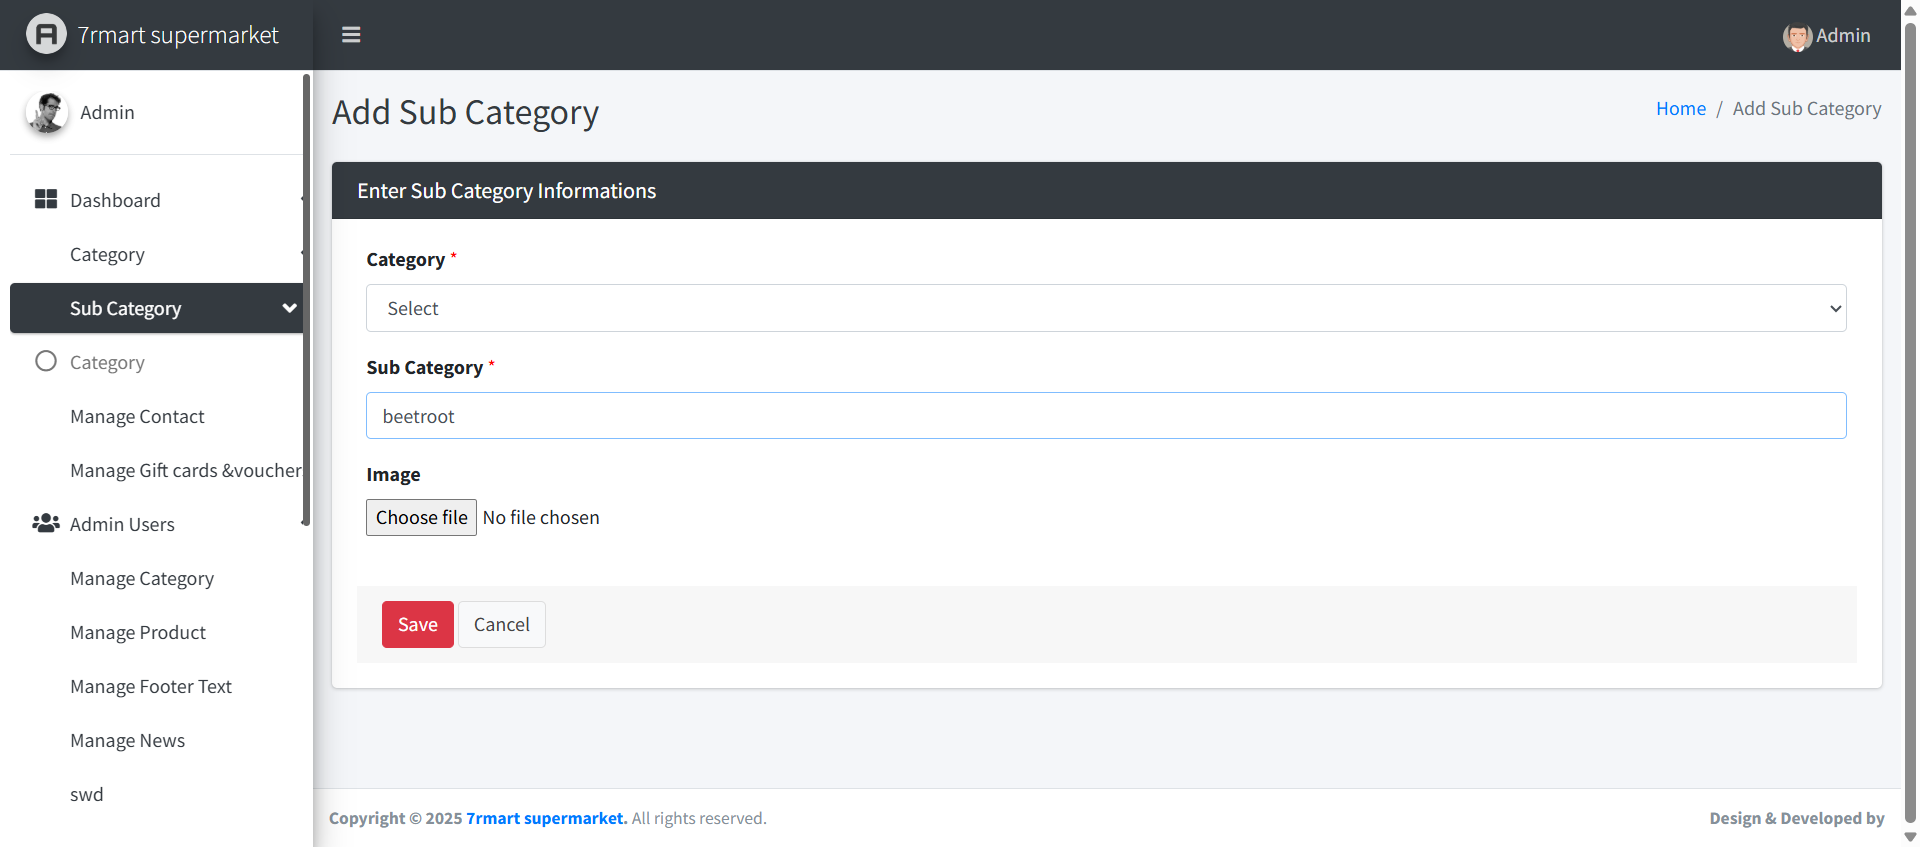 7rmart supermarket
Admin
Admin
Dashboard
Category
Sub Category
Category
Manage Contact
Manage Gift cards &voucher
Admin Users
Manage Category
Manage Product
Manage Footer Text
Manage News
swd
Add Sub Category
Home / Add Sub Category
Enter Sub Category Informations
Category *
Select
Sub Category *
beetroot
Image
Choose file No file chosen
Save Cancel
Copyright © 2025 7rmart supermarket. All rights reserved.
Design & Developed by